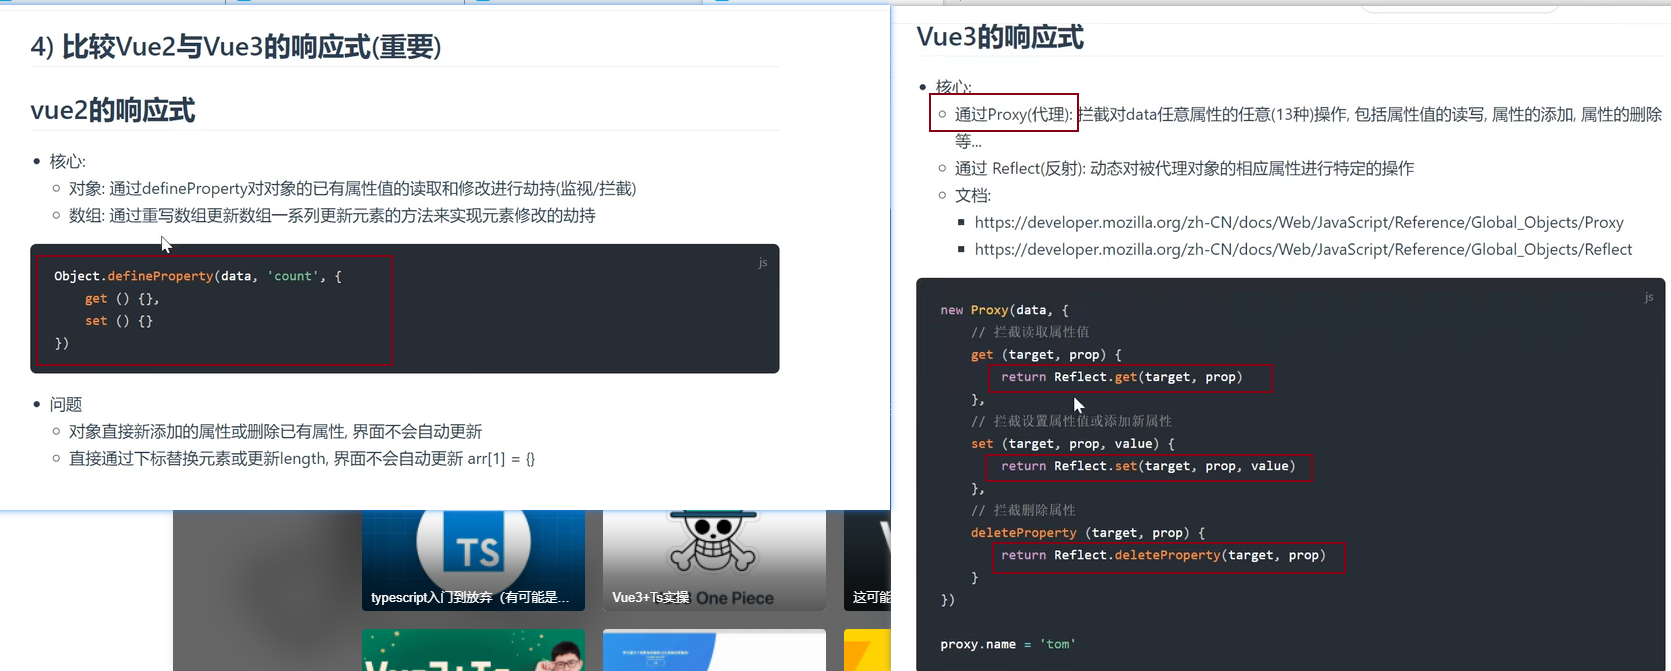 4) 比较Vue2与Vue3的响应式(重要)
vue2的响应式
核心:
对象: 通过defineProperty对对象的已有属性值的读取和修改进行劫持(监视/拦截)
数组: 通过重写数组更新数组一系列更新元素的方法来实现元素修改的劫持
js
Object.defineProperty(data, 'count', {
get () {},
set () {}
})
问题
对象直接新添加的属性或删除已有属性, 界面不会自动更新
直接通过下标替换元素或更新length, 界面不会自动更新 arr[1] = {}
TS
typescript入门到放弃（有可能是...
Vue3+Ts实操
One Piece
这可能
Vue3+Ts
Vue3的响应式
核心:
通过Proxy(代理): 拦截对data任意属性的任意(13种)操作, 包括属性值的读写, 属性的添加, 属性的删除
等...
通过 Reflect(反射): 动态对被代理对象的相应属性进行特定的操作
文档:
https://developer.mozilla.org/zh-CN/docs/Web/JavaScript/Reference/Global_Objects/Proxy
https://developer.mozilla.org/zh-CN/docs/Web/JavaScript/Reference/Global_Objects/Reflect
js
new Proxy(data, {
// 拦截读取属性值
get (target, prop) {
return Reflect.get(target, prop)
},
// 拦截设置属性值或添加新属性
set (target, prop, value) {
return Reflect.set(target, prop, value)
},
// 拦截删除属性
deleteProperty (target, prop) {
return Reflect.deleteProperty(target, prop)
}
})
proxy.name = 'tom'